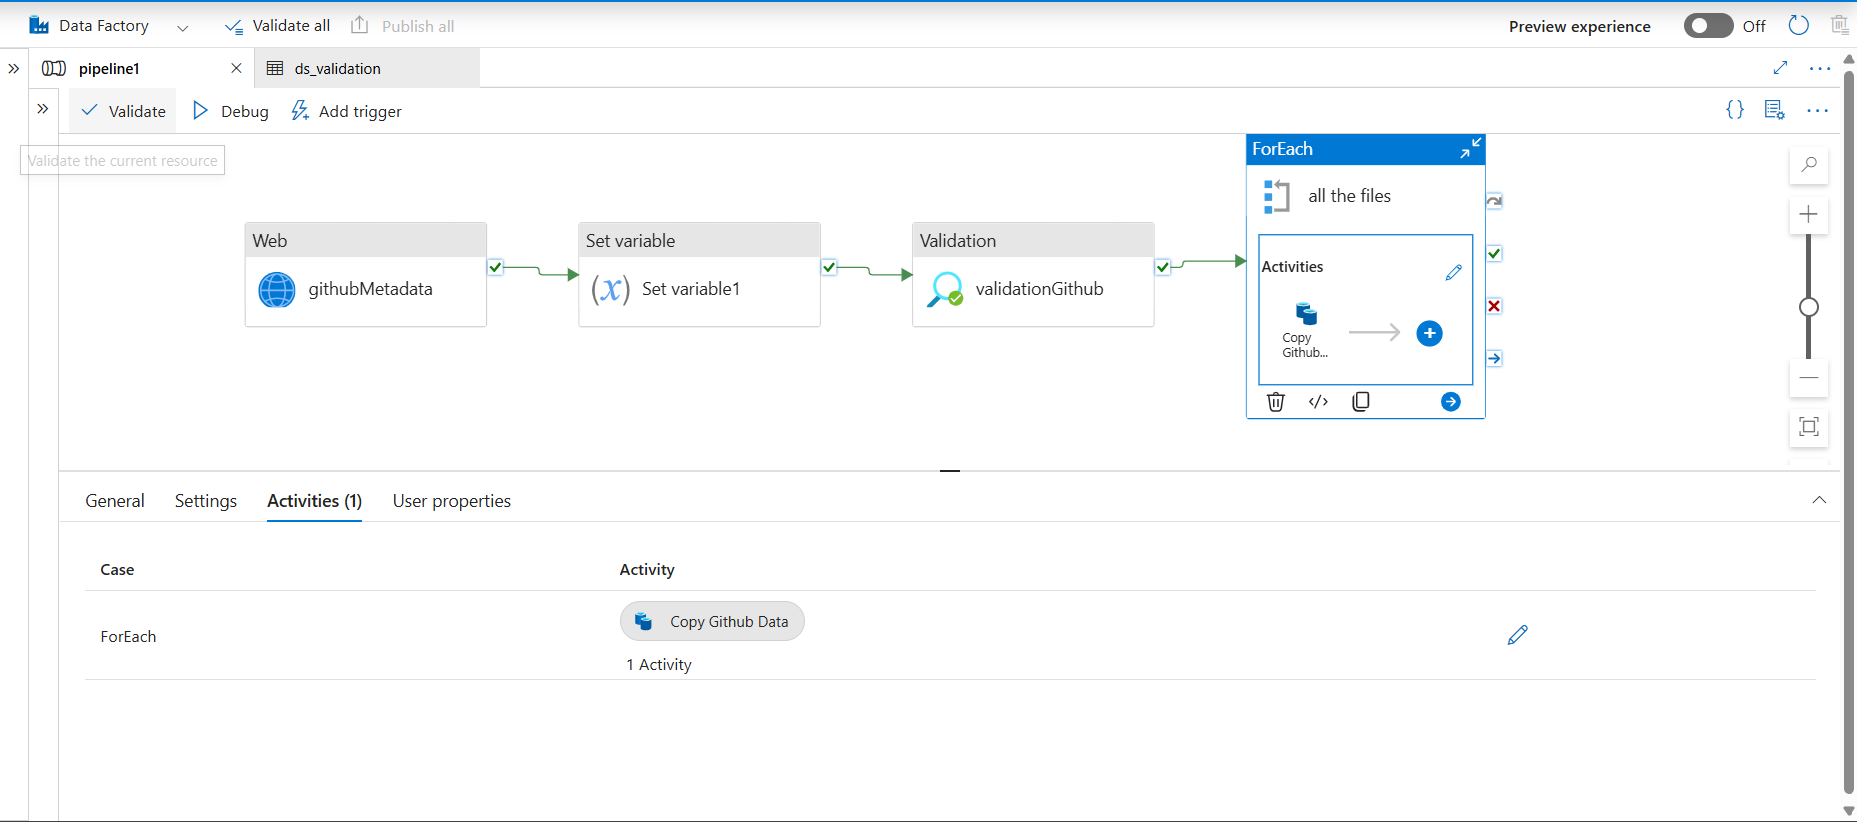 Data Factory
Validate all
Publish all
Preview experience
Off
pipeline1
ds_validation
Validate
Debug
Add trigger
Validate the current resource
ForEach
all the files
Web
githubMetadata
Set variable
(x) Set variable1
Validation
validationGithub
Activities
Copy
Github...
General
Settings
Activities (1)
User properties
Case
Activity
ForEach
Copy Github Data
1 Activity